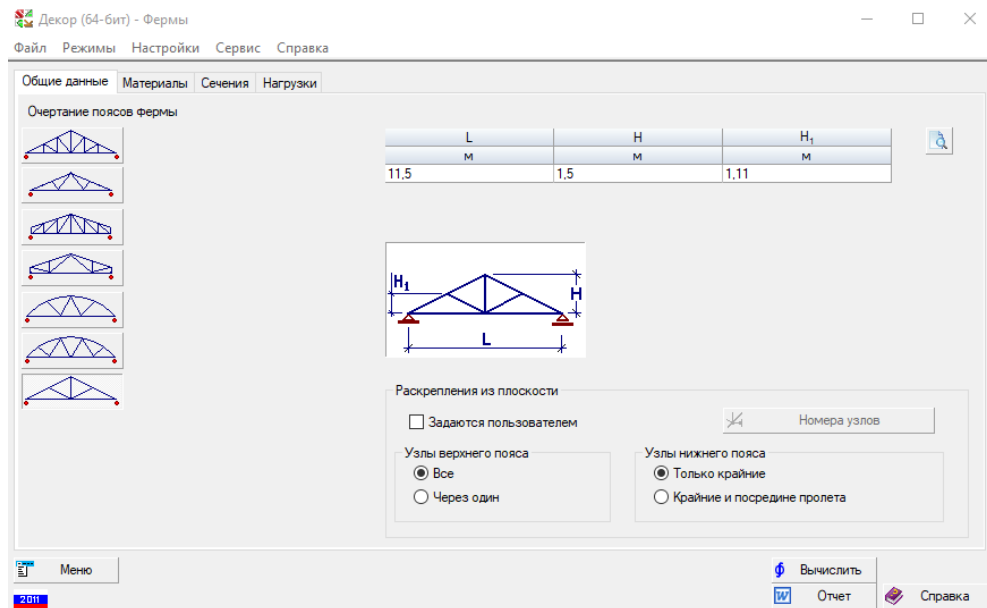 Декор (64-бит) - Фермы
Файл Режимы Настройки Сервис Справка
Общие данные Материалы Сечения Нагрузки
Очертание поясов фермы
L H H₁
м м м
11,5 1,5 1,11
H₁
H
L
Раскрепления из плоскости
Задаются пользователем
Номера узлов
Узлы верхнего пояса
Все
Через один
Узлы нижнего пояса
Только крайние
Крайние и посредине пролета
Меню
Вычислить
2011
W Отчет
Справка